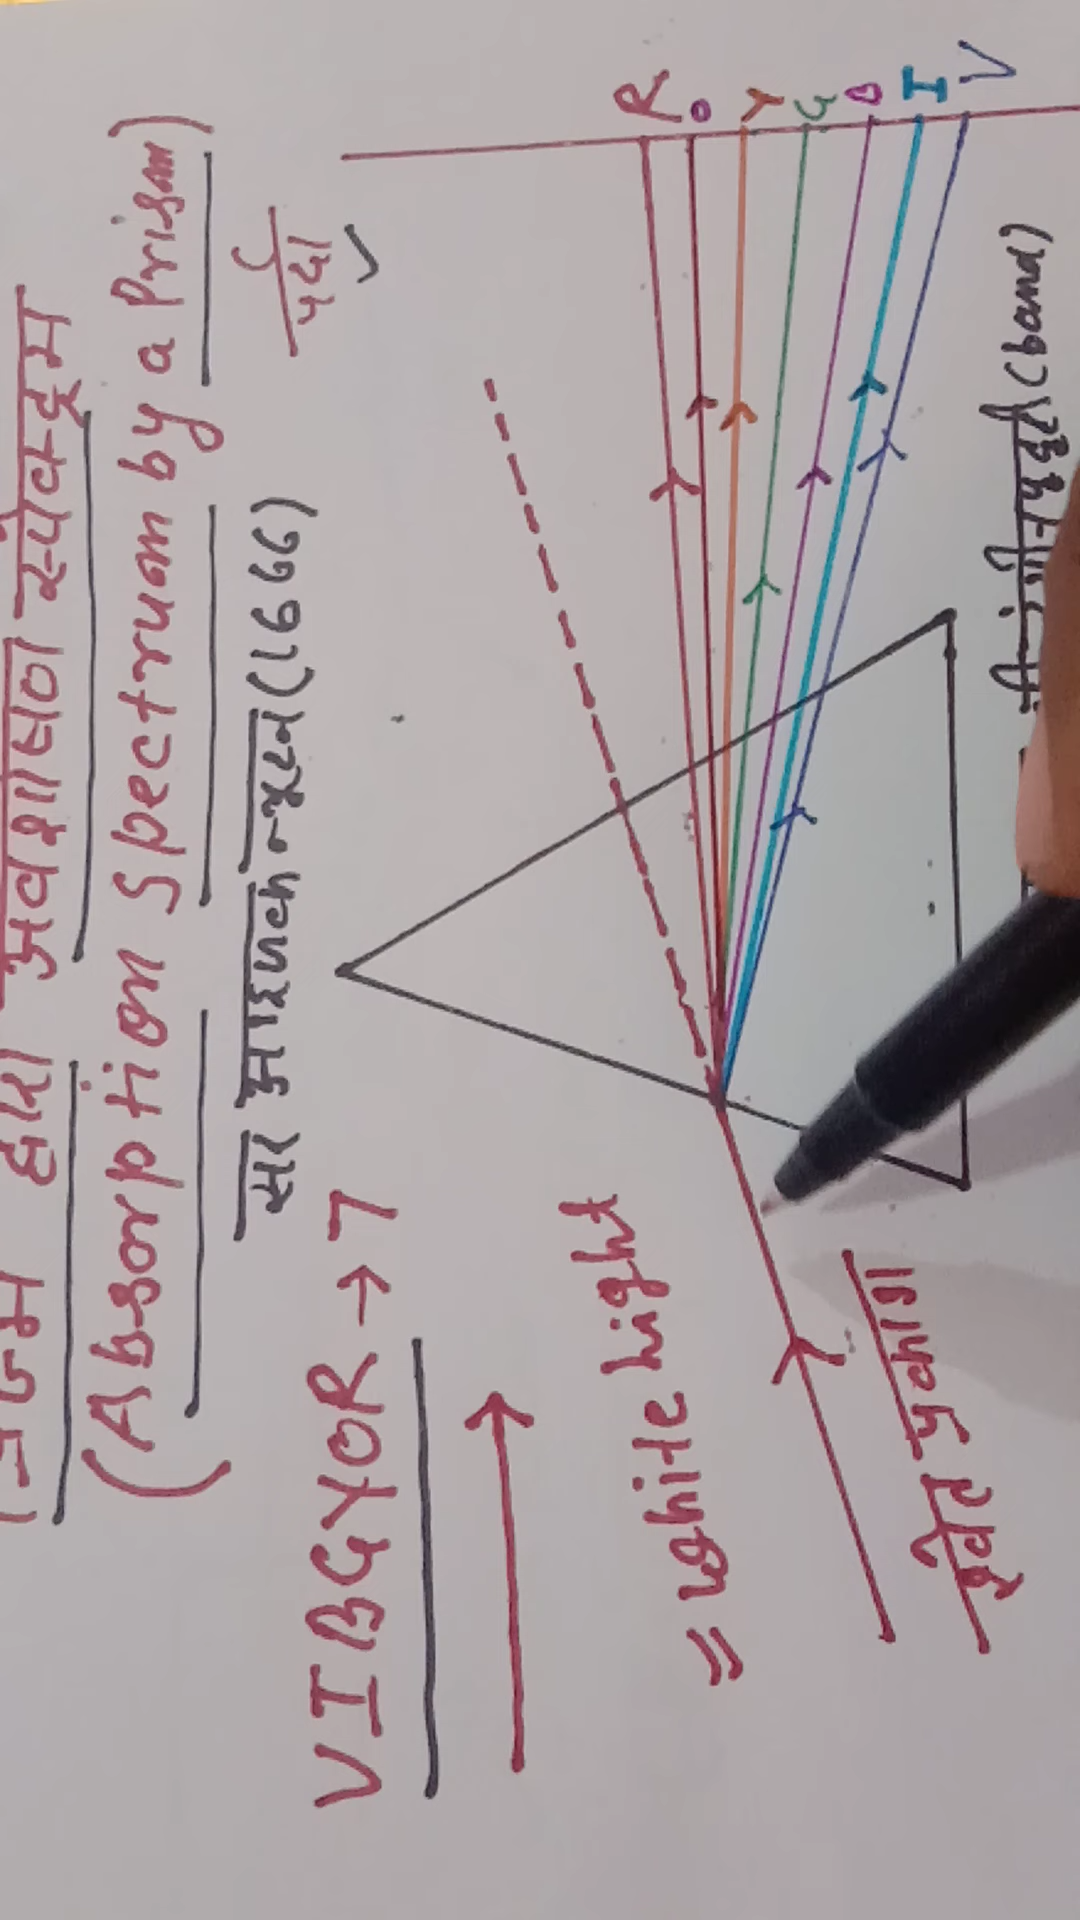 द्वारा अवशोषण स्पेक्ट्रम
(Absorption Spectrum by a Prism)
सर आइजक न्यूटन (1666)
पर्दा
VIBGYOR → 7
R
O
Y
G
B
I
V
= White Light
श्वेत प्रकाश
(Band)